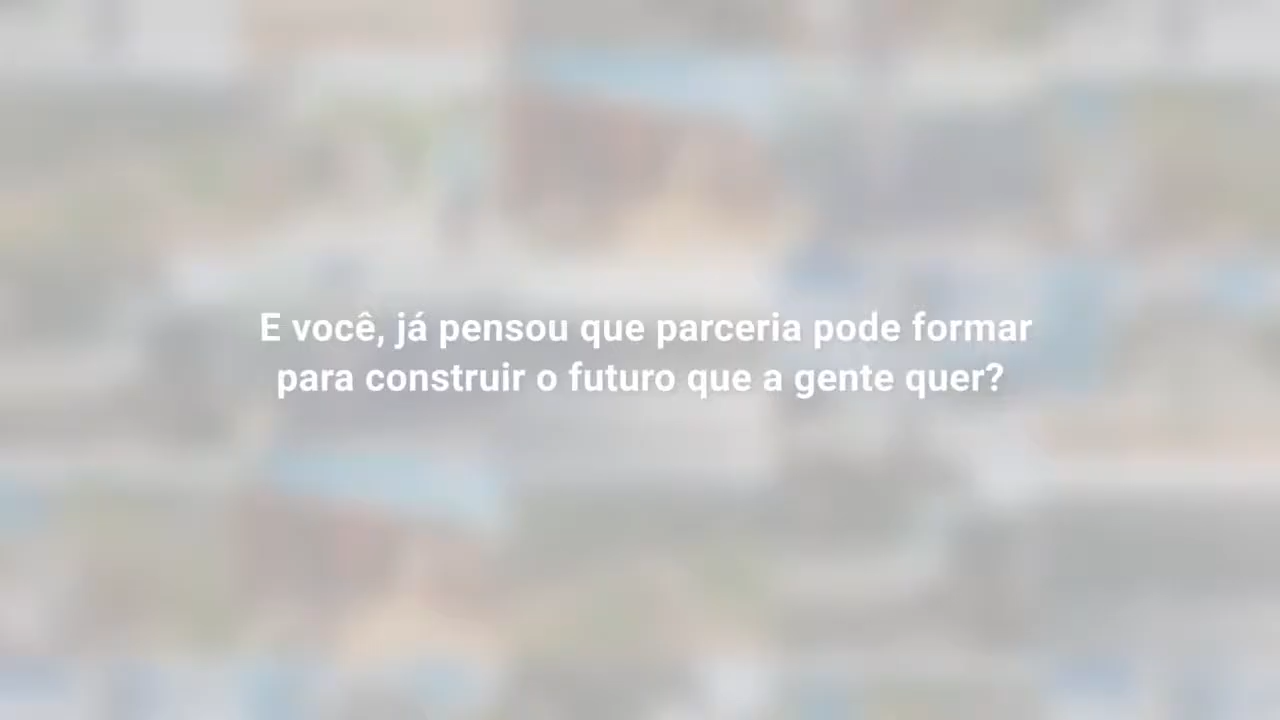 E você, já pensou que parceria pode formar
para construir o futuro que a gente quer?